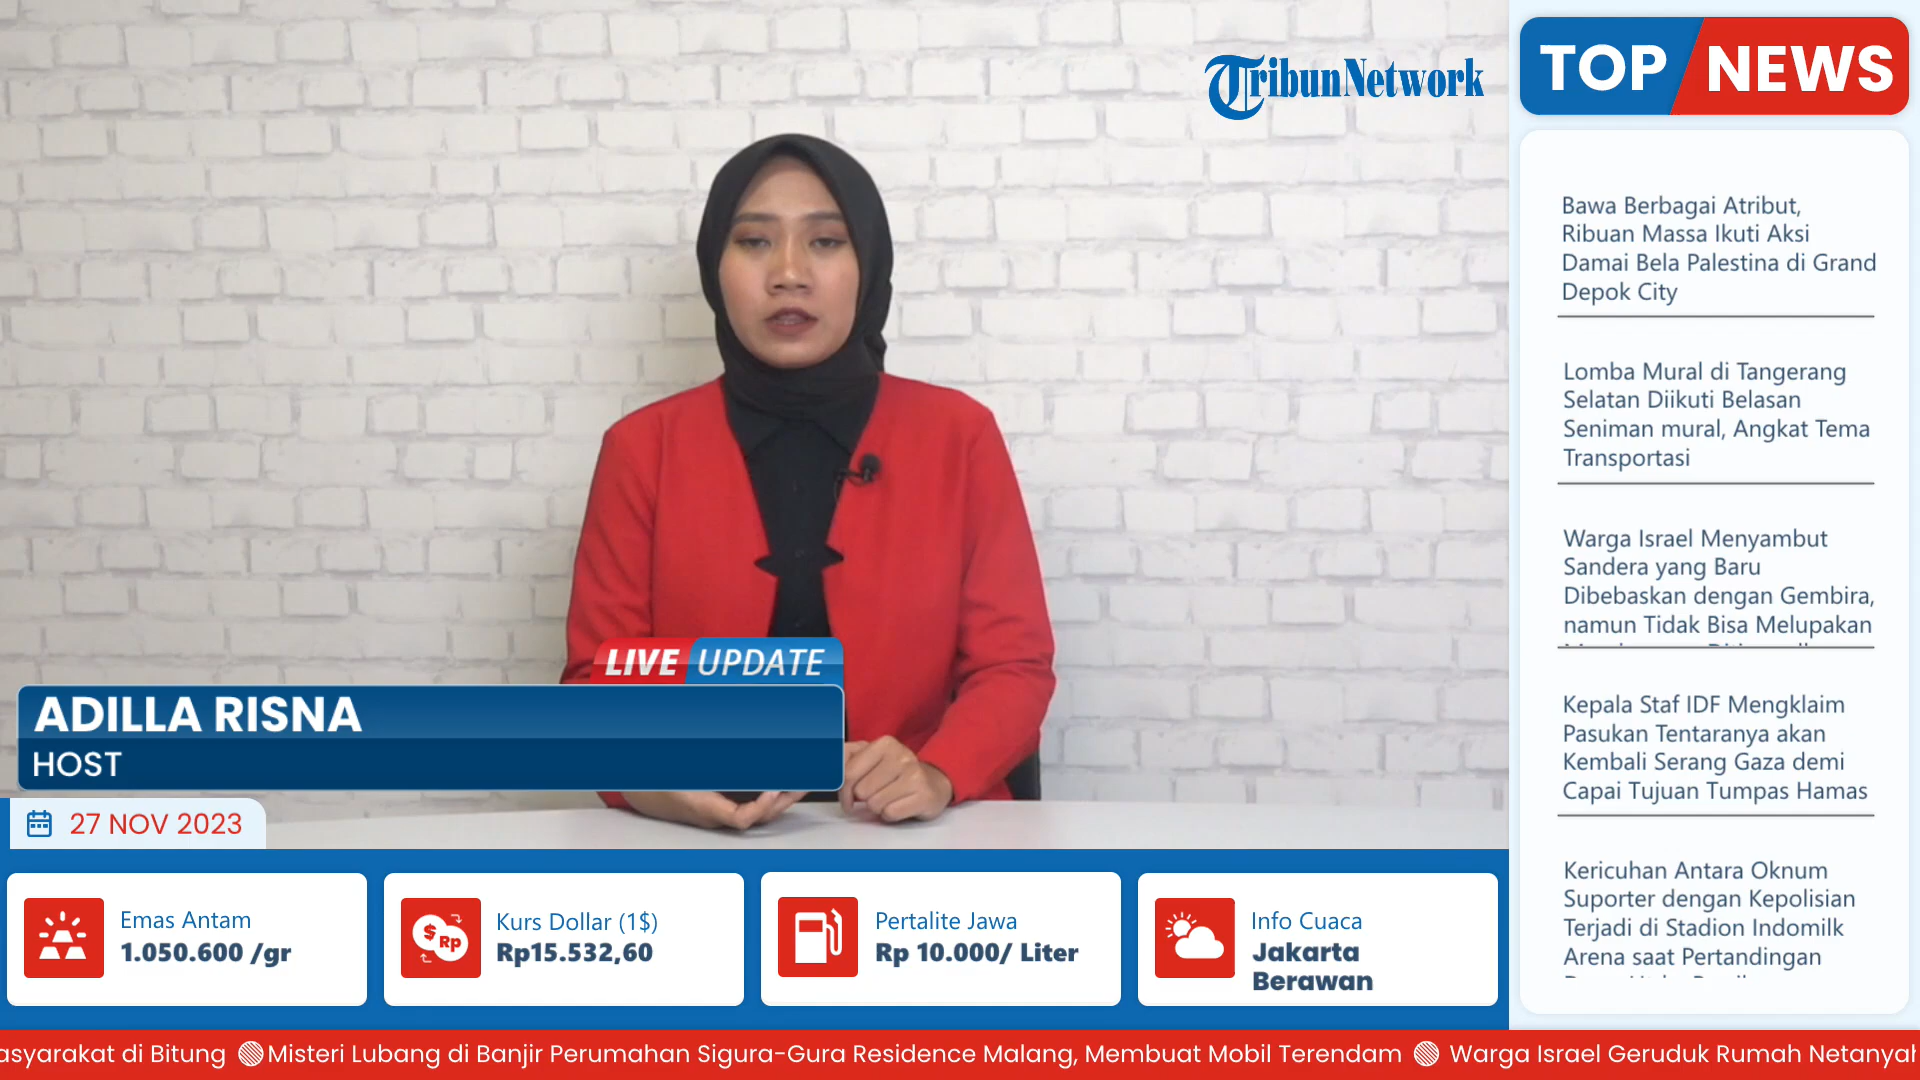 TribunNetwork
TOP NEWS
Bawa Berbagai Atribut,
Ribuan Massa Ikuti Aksi
Damai Bela Palestina di Grand
Depok City
Lomba Mural di Tangerang
Selatan Diikuti Belasan
Seniman mural, Angkat Tema
Transportasi
Warga Israel Menyambut
Sandera yang Baru
Dibebaskan dengan Gembira,
namun Tidak Bisa Melupakan
Kepala Staf IDF Mengklaim
Pasukan Tentaranya akan
Kembali Serang Gaza demi
Capai Tujuan Tumpas Hamas
Kericuhan Antara Oknum
Suporter dengan Kepolisian
Terjadi di Stadion Indomilk
Arena saat Pertandingan
LIVE UPDATE
ADILLA RISNA
HOST
27 NOV 2023
Emas Antam
1.050.600 /gr
Kurs Dollar (1$)
Rp15.532,60
Pertalite Jawa
Rp 10.000/ Liter
Info Cuaca
Jakarta
Berawan
$ Rp
asyarakat di Bitung Misteri Lubang di Banjir Perumahan Sigura-Gura Residence Malang, Membuat Mobil Terendam Warga Israel Geruduk Rumah Netanyah